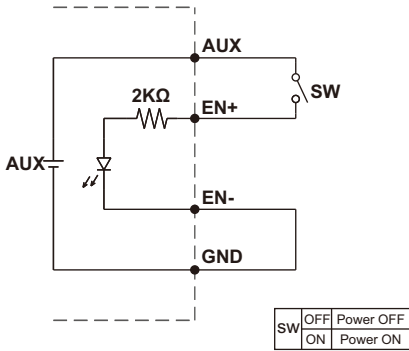 AUX
2KΩ
SW
EN+
AUX
EN-
GND
SW OFF Power OFF
ON Power ON